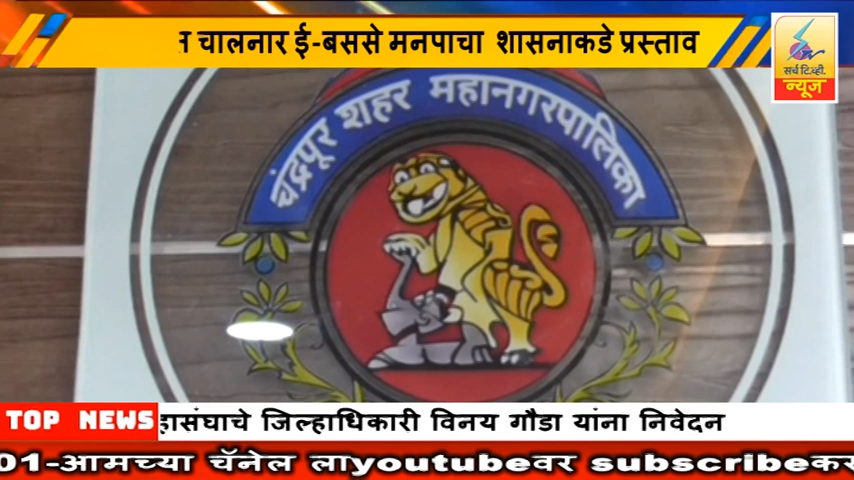 चालनार ई-बससे मनपाचा शासनाकडे प्रस्ताव
सर्च टि.व्ही.
न्यूज
चंद्रपूर शहर महानगरपालिका
TOP NEWS
हासंघाचे जिल्हाधिकारी विनय गौडा यांना निवेदन
01-आमच्या चॅनेल लाyoutubeवर subscribeकर